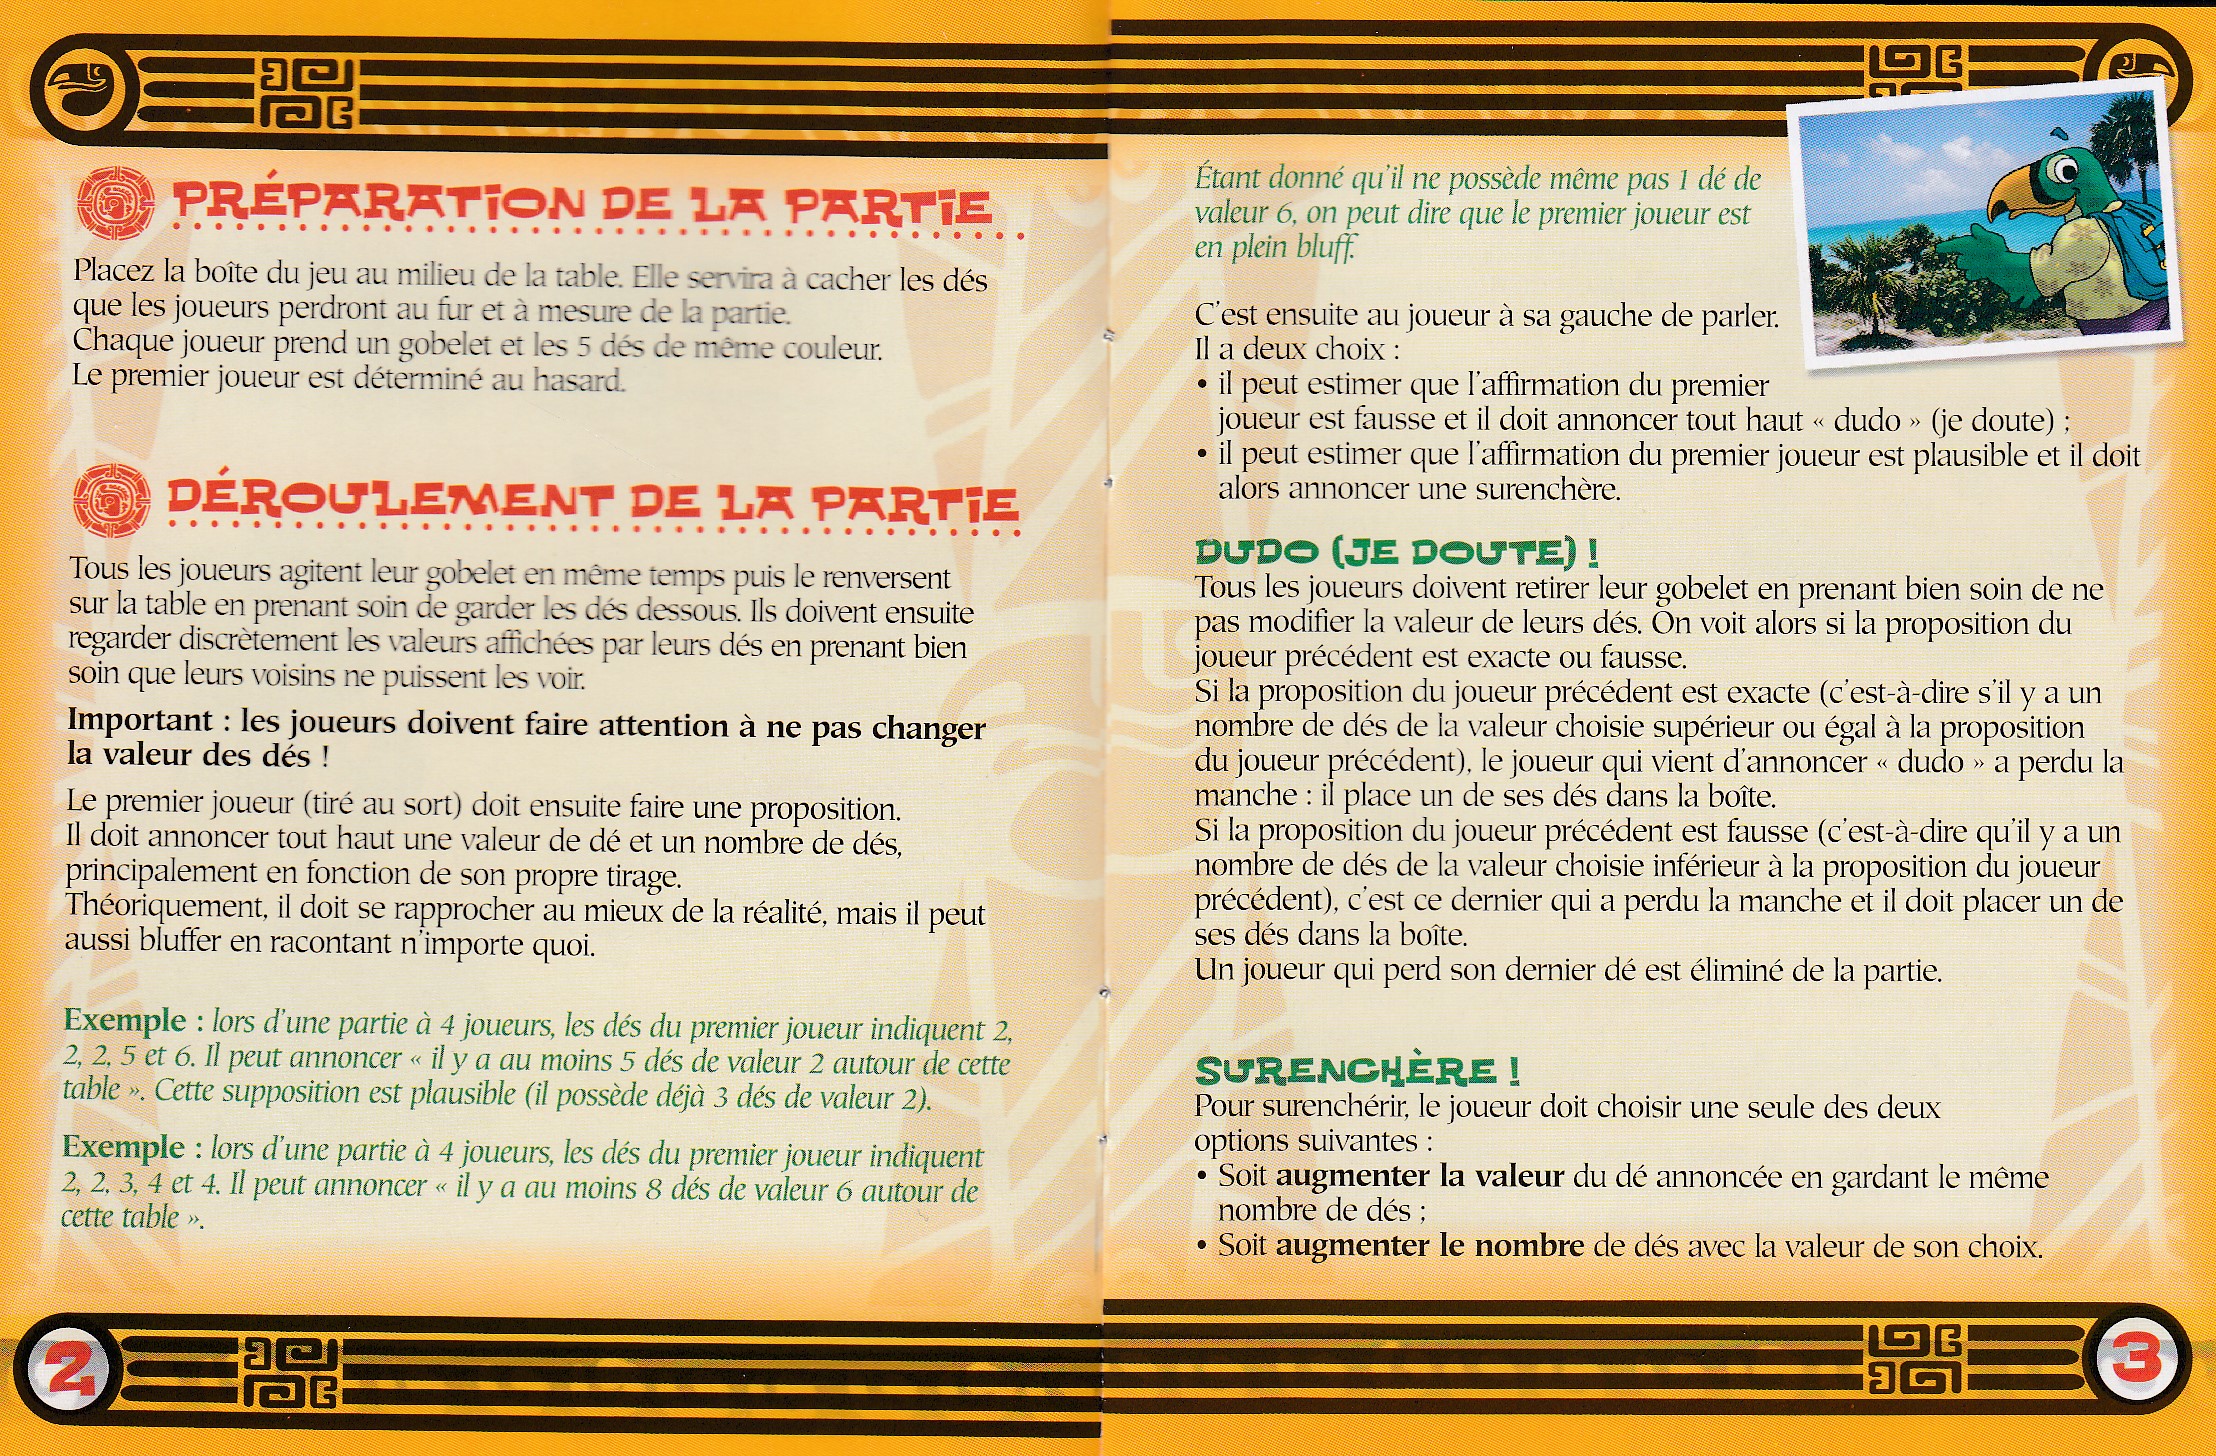 PRÉPARATION DE LA PARTIE
Placez la boîte du jeu au milieu de la table. Elle servira à cacher les dés
que les joueurs perdront au fur et à mesure de la partie.
Chaque joueur prend un gobelet et les 5 dés de même couleur.
Le premier joueur est déterminé au hasard.
DÉROULEMENT DE LA PARTIE
Tous les joueurs agitent leur gobelet en même temps puis le renversent
sur la table en prenant soin de garder les dés dessous. Ils doivent ensuite
regarder discrètement les valeurs affichées par leurs dés en prenant bien
soin que leurs voisins ne puissent les voir.
Important : les joueurs doivent faire attention à ne pas changer
la valeur des dés !
Le premier joueur (tiré au sort) doit ensuite faire une proposition.
Il doit annoncer tout haut une valeur de dé et un nombre de dés,
principalement en fonction de son propre tirage.
Théoriquement, il doit se rapprocher au mieux de la réalité, mais il peut
aussi bluffer en racontant n'importe quoi.
Exemple : lors d'une partie à 4 joueurs, les dés du premier joueur indiquent 2,
2, 2, 5 et 6. Il peut annoncer « il y a au moins 5 dés de valeur 2 autour de cette
table ». Cette supposition est plausible (il possède déjà 3 dés de valeur 2).
Exemple : lors d'une partie à 4 joueurs, les dés du premier joueur indiquent
2, 2, 3, 4 et 4. Il peut annoncer « il y a au moins 8 dés de valeur 6 autour de
cette table ».
2
Étant donné qu'il ne possède même pas 1 dé de
valeur 6, on peut dire que le premier joueur est
en plein bluff.
C'est ensuite au joueur à sa gauche de parler.
Il a deux choix :
• il peut estimer que l'affirmation du premier
joueur est fausse et il doit annoncer tout haut « dudo » (je doute) ;
• il peut estimer que l'affirmation du premier joueur est plausible et il doit
alors annoncer une surenchère.
DUDO (JE DOUTE) !
Tous les joueurs doivent retirer leur gobelet en prenant bien soin de ne
pas modifier la valeur de leurs dés. On voit alors si la proposition du
joueur précédent est exacte ou fausse.
Si la proposition du joueur précédent est exacte (c'est-à-dire s'il y a un
nombre de dés de la valeur choisie supérieur ou égal à la proposition
du joueur précédent), le joueur qui vient d'annoncer « dudo » a perdu la
manche : il place un de ses dés dans la boîte.
Si la proposition du joueur précédent est fausse (c'est-à-dire qu'il y a un
nombre de dés de la valeur choisie inférieur à la proposition du joueur
précédent), c'est ce dernier qui a perdu la manche et il doit placer un de
ses dés dans la boîte.
Un joueur qui perd son dernier dé est éliminé de la partie.
SURENCHÈRE !
Pour surenchérir, le joueur doit choisir une seule des deux
options suivantes :
• Soit augmenter la valeur du dé annoncée en gardant le même
nombre de dés ;
• Soit augmenter le nombre de dés avec la valeur de son choix.
3